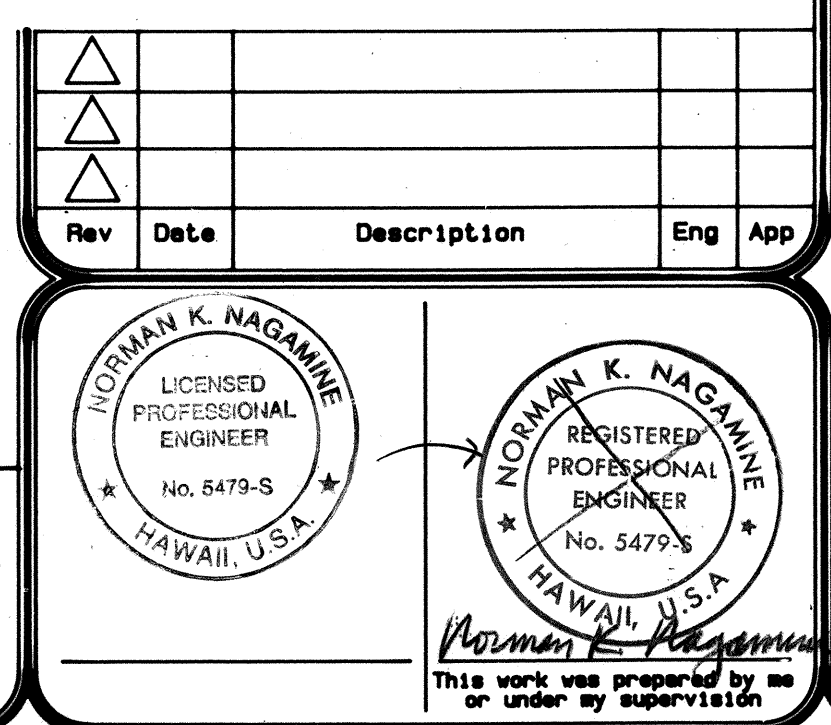 Rev Date Description Eng App
NORMAN K. NAGAMINE
LICENSED
PROFESSIONAL
ENGINEER
No. 5479-S
HAWAII, U.S.A.
NORMAN K. NAGAMINE
REGISTERED
PROFESSIONAL
ENGINEER
No. 5479-S
HAWAII, U.S.A
Norman K. Nagamine
This work was prepared by me
or under my supervision